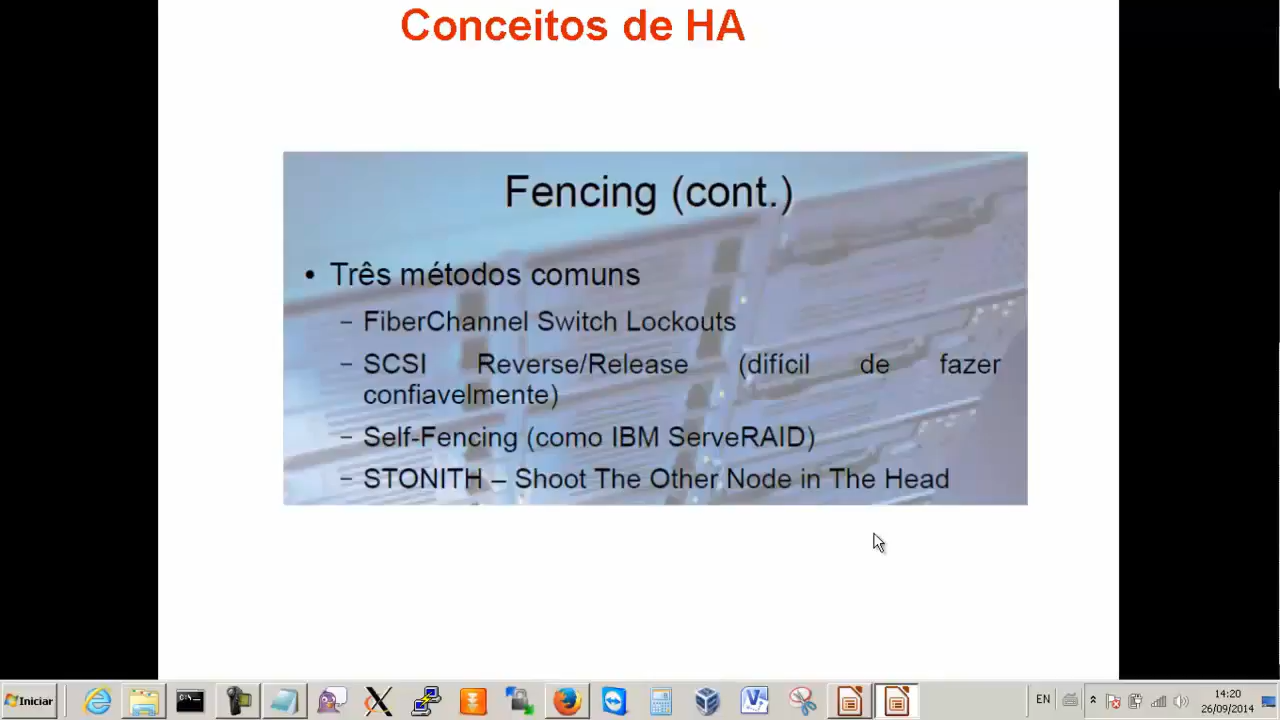 Conceitos de HA
Fencing (cont.)
• Três métodos comuns
– FiberChannel Switch Lockouts
– SCSI Reverse/Release (difícil de fazer
confiavelmente)
– Self-Fencing (como IBM ServeRAID)
– STONITH – Shoot The Other Node in The Head
Iniciar
EN
14:20
26/09/2014